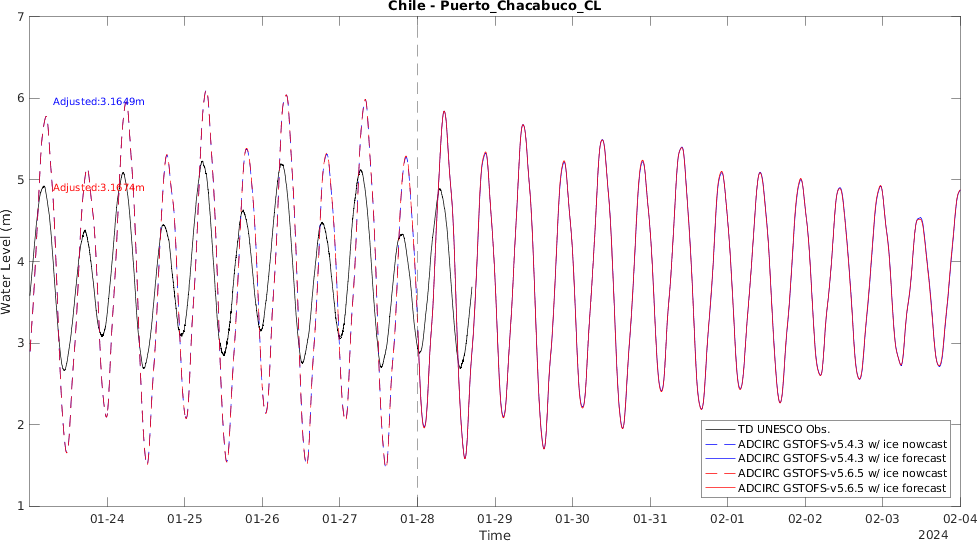 Chile - Puerto_Chacabuco_CL
7
6
5
4
3
2
1
Water Level (m)
Adjusted:3.1649m
Adjusted:3.1674m
TD UNESCO Obs.
ADCIRC GSTOFS-v5.4.3 w/ ice nowcast
ADCIRC GSTOFS-v5.4.3 w/ ice forecast
ADCIRC GSTOFS-v5.6.5 w/ ice nowcast
ADCIRC GSTOFS-v5.6.5 w/ ice forecast
01-24 01-25 01-26 01-27 01-28 01-29 01-30 01-31 02-01 02-02 02-03 02-04
Time
2024